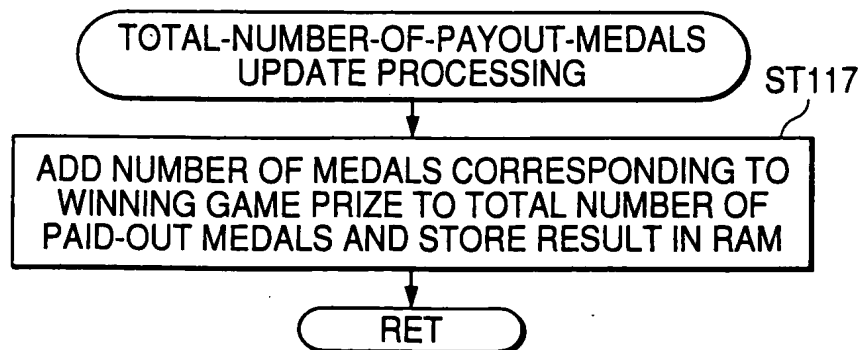 TOTAL-NUMBER-OF-PAYOUT-MEDALS
UPDATE PROCESSING
ST117
ADD NUMBER OF MEDALS CORRESPONDING TO
WINNING GAME PRIZE TO TOTAL NUMBER OF
PAID-OUT MEDALS AND STORE RESULT IN RAM
RET